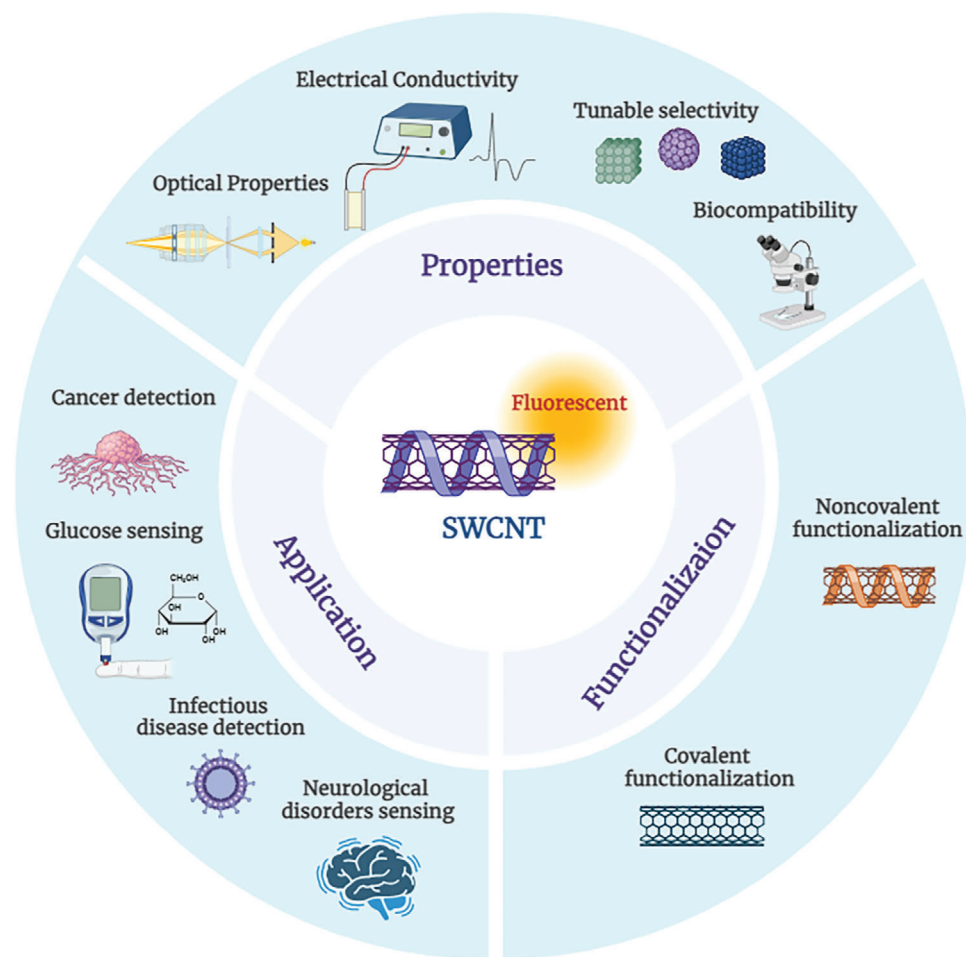 Electrical Conductivity
Tunable selectivity
Optical Properties
Biocompatibility
Properties
Cancer detection
Fluorescent
SWCNT
Glucose sensing
CH₂OH
O
OH
OH
OH
OH
Application
Functionalizaion
Noncovalent
functionalization
Infectious
disease detection
Neurological
disorders sensing
Covalent
functionalization